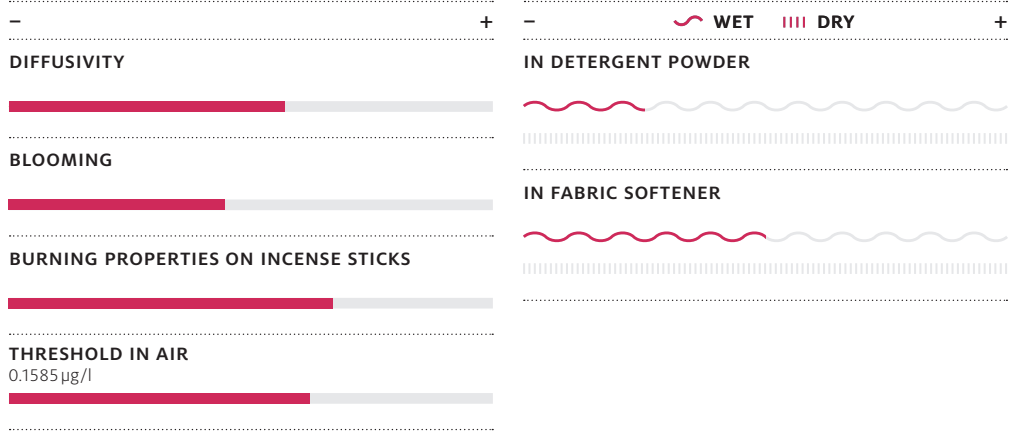 – +
DIFFUSIVITY
BLOOMING
BURNING PROPERTIES ON INCENSE STICKS
THRESHOLD IN AIR
0.1585 µg/l
– WET DRY +
IN DETERGENT POWDER
IN FABRIC SOFTENER